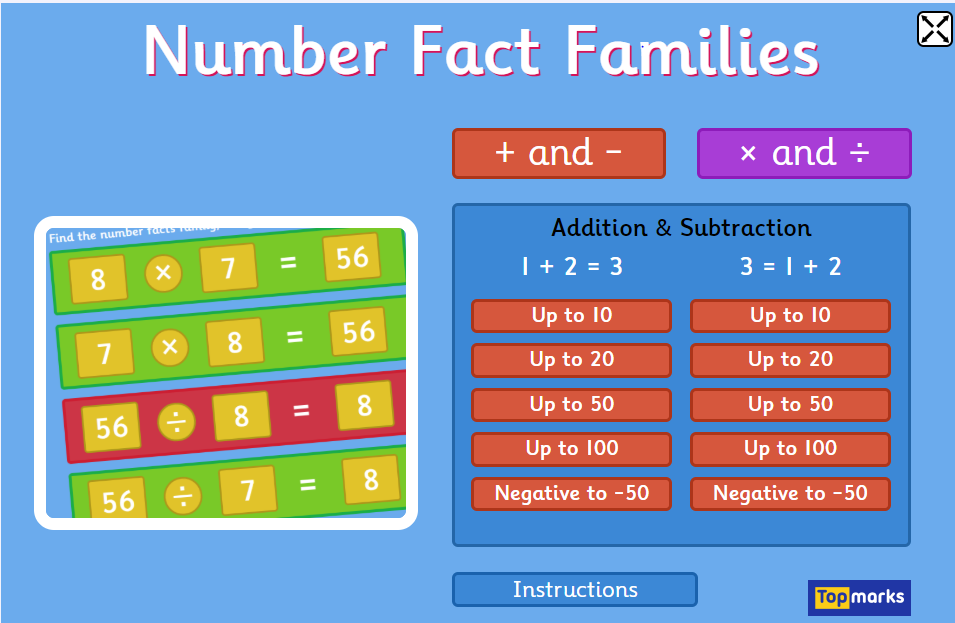 Number Fact Families
+ and −
× and ÷
Find the number facts family.
8 × 7 = 56
7 × 8 = 56
56 ÷ 8 = 8
56 ÷ 7 = 8
Addition & Subtraction
1 + 2 = 3
3 = 1 + 2
Up to 10
Up to 10
Up to 20
Up to 20
Up to 50
Up to 50
Up to 100
Up to 100
Negative to −50
Negative to −50
Instructions
Topmarks